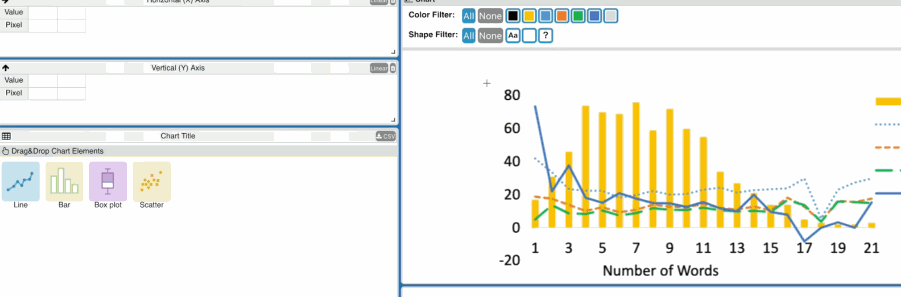 Horizontal (X) Axis
Linear
Value
Pixel
Vertical (Y) Axis
Linear
Value
Pixel
Chart Title
CSV
Drag&Drop Chart Elements
Line Bar Box plot Scatter
Chart
Color Filter: All None
Shape Filter: All None Aa ?
80
60
40
20
0
-20
1 3 5 7 9 11 13 15 17 19 21
Number of Words